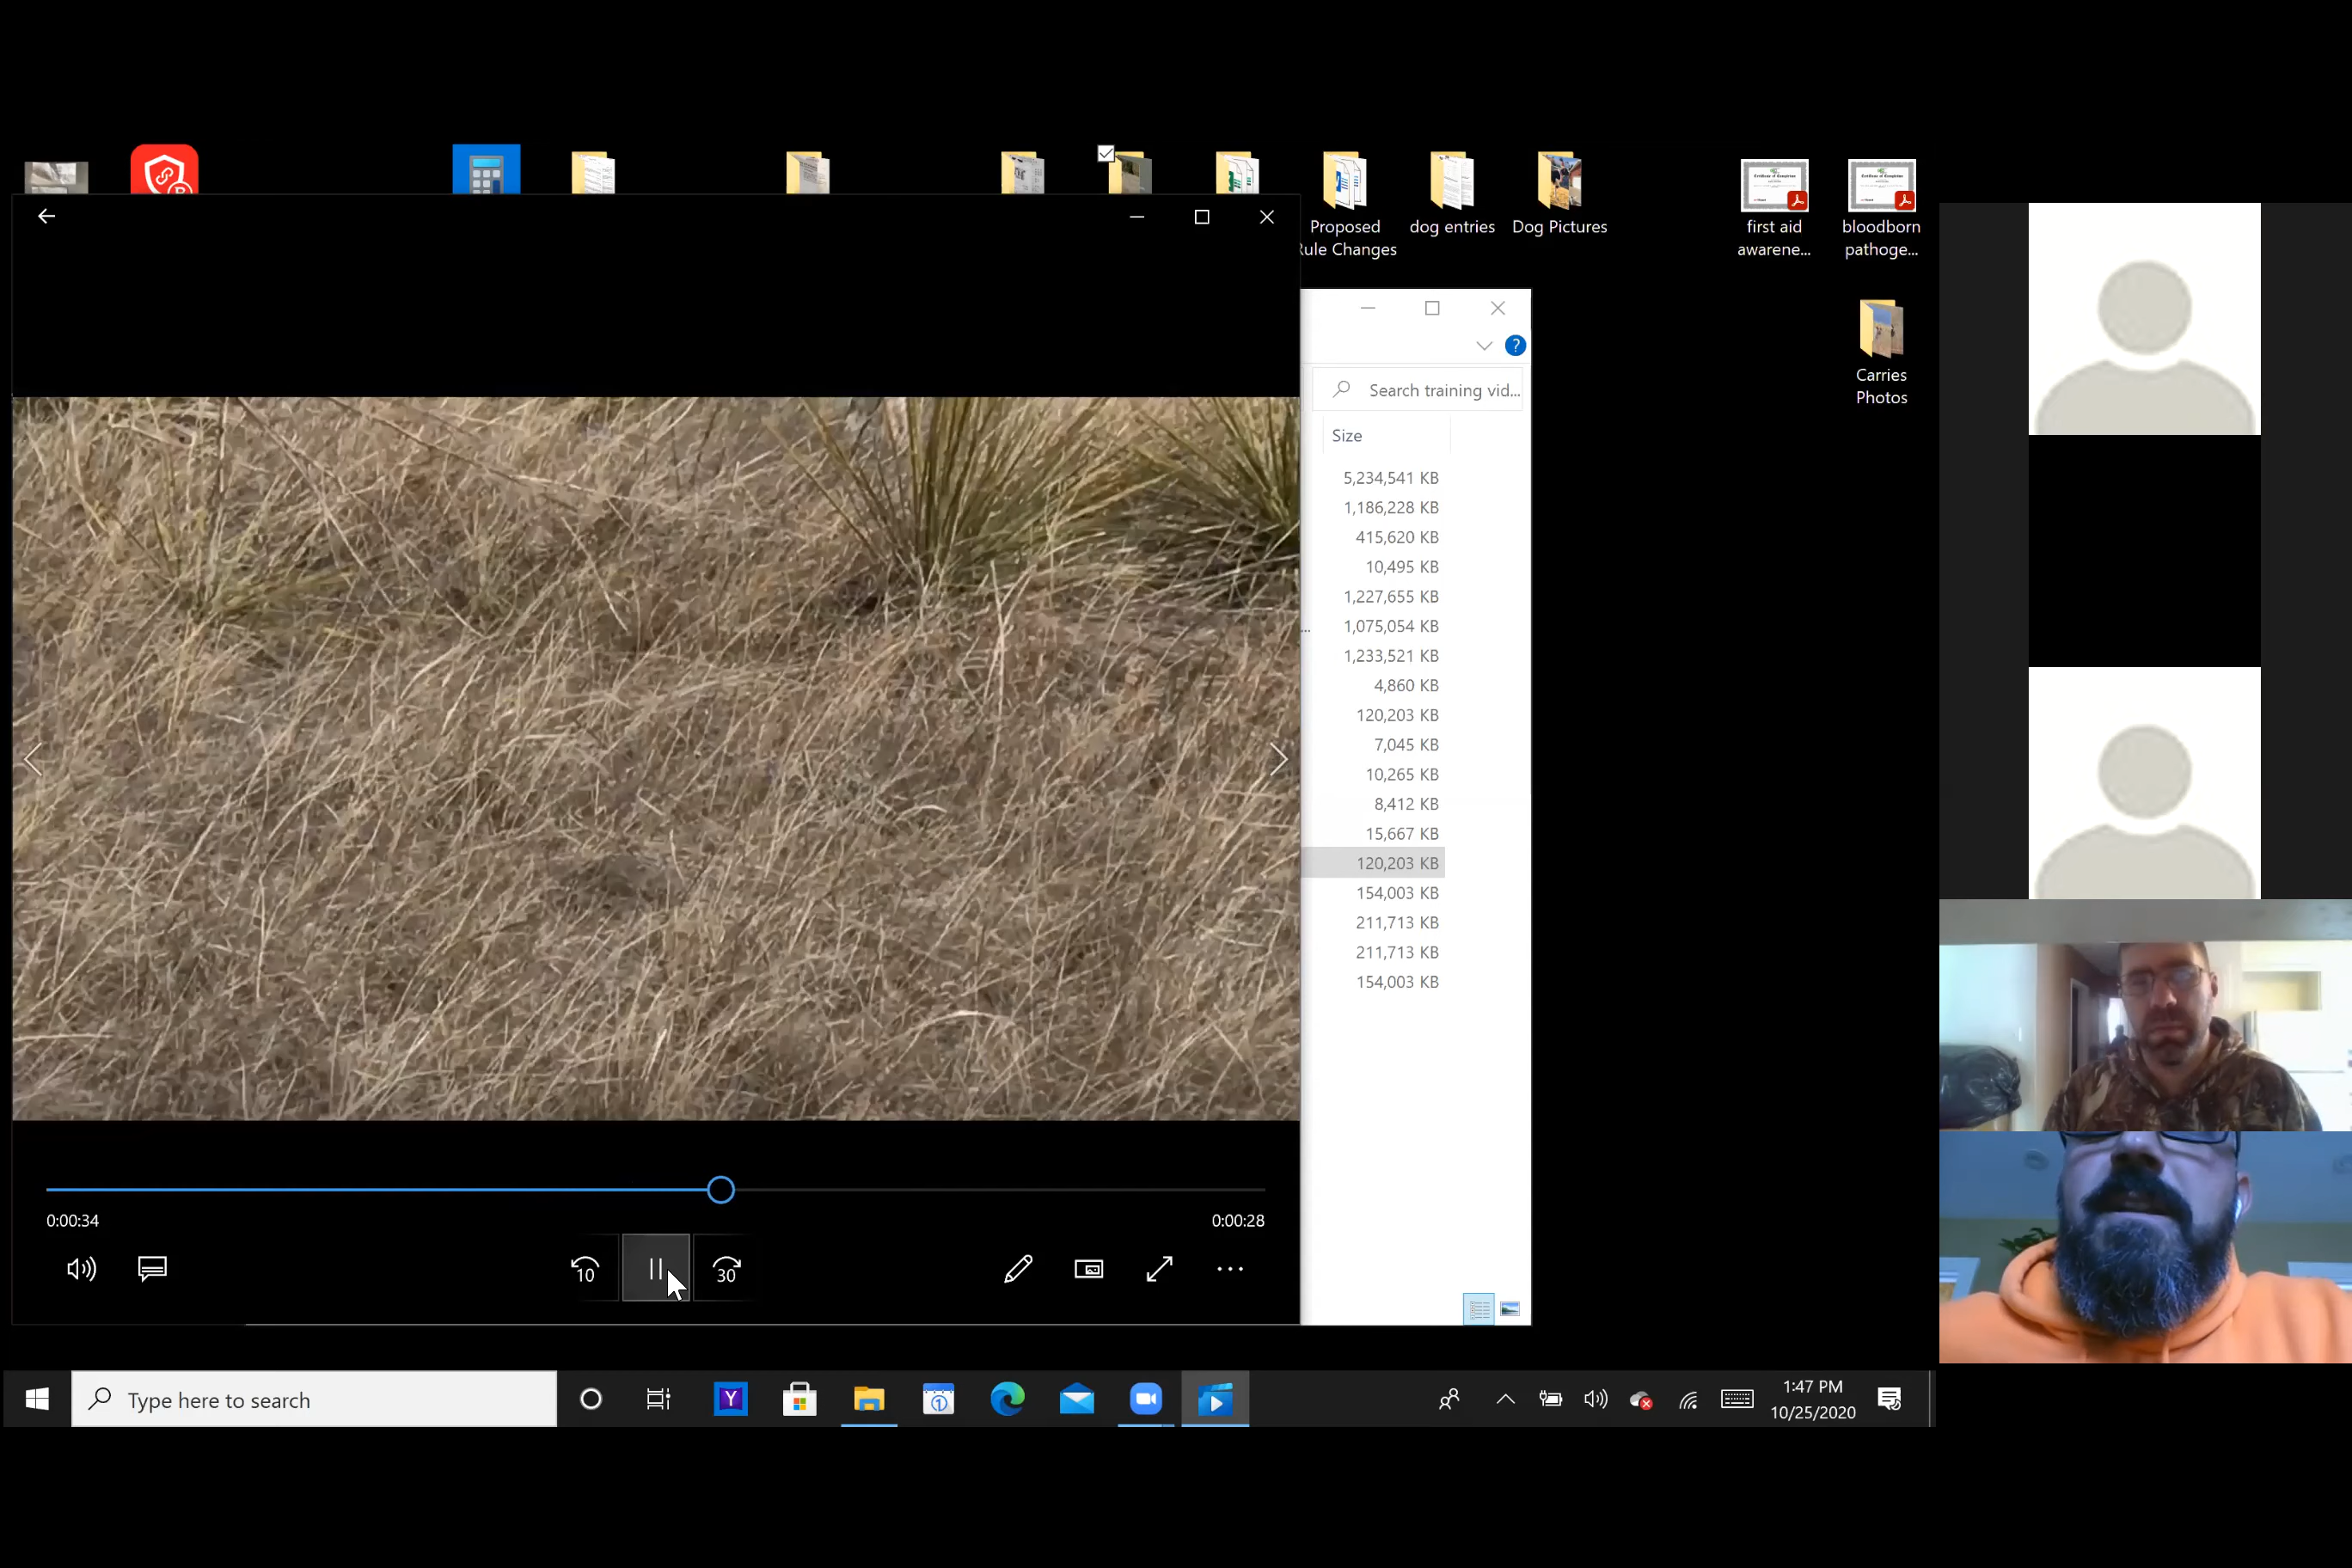 Proposed
Rule Changes
dog entries
Dog Pictures
first aid
awarene...
bloodborn
pathoge...
Carries
Photos
?
Search training vid...
Size
5,234,541 KB
1,186,228 KB
415,620 KB
10,495 KB
1,227,655 KB
...
1,075,054 KB
1,233,521 KB
4,860 KB
120,203 KB
7,045 KB
10,265 KB
8,412 KB
15,667 KB
120,203 KB
154,003 KB
211,713 KB
211,713 KB
154,003 KB
0:00:34
0:00:28
10
30
Type here to search
Y
1:47 PM
10/25/2020